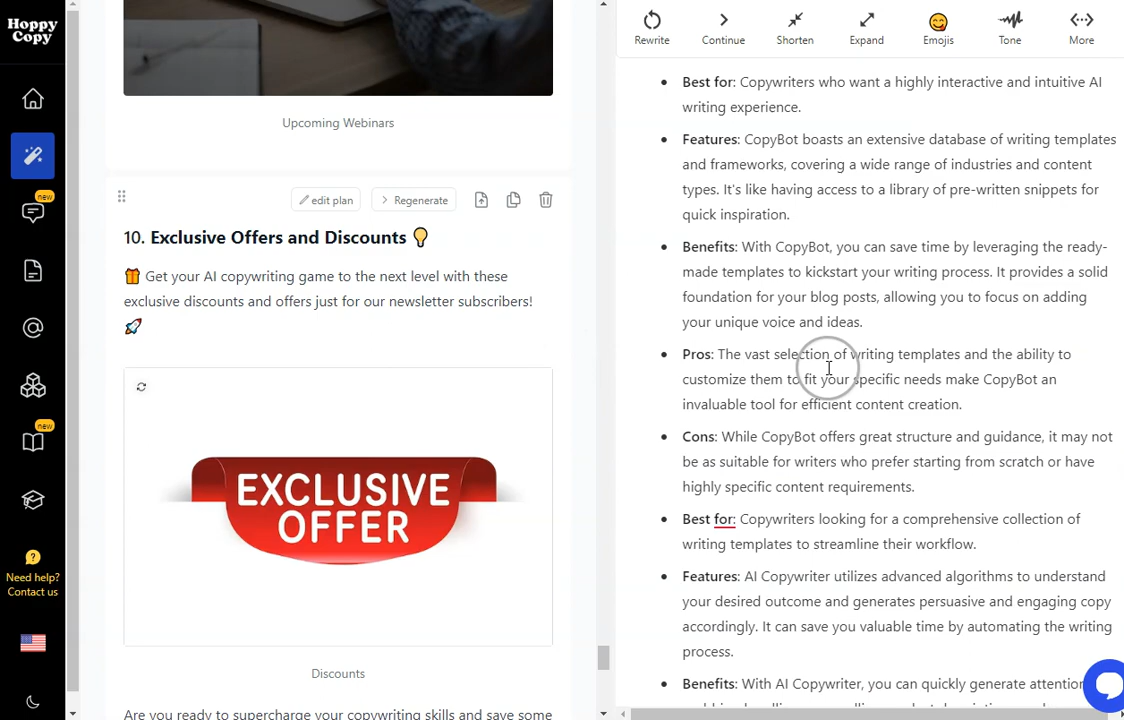 Hoppy
Copy
new
new
?
Need help?
Contact us
Upcoming Webinars
edit plan
Regenerate
10. Exclusive Offers and Discounts 💡
🎁 Get your AI copywriting game to the next level with these
exclusive discounts and offers just for our newsletter subscribers!
🚀
EXCLUSIVE
OFFER
Discounts
Are you ready to supercharge your copywriting skills and save some
Rewrite
Continue
Shorten
Expand
Emojis
Tone
More
Best for: Copywriters who want a highly interactive and intuitive AI
writing experience.
Features: CopyBot boasts an extensive database of writing templates
and frameworks, covering a wide range of industries and content
types. It's like having access to a library of pre-written snippets for
quick inspiration.
Benefits: With CopyBot, you can save time by leveraging the ready-
made templates to kickstart your writing process. It provides a solid
foundation for your blog posts, allowing you to focus on adding
your unique voice and ideas.
Pros: The vast selection of writing templates and the ability to
customize them to fit your specific needs make CopyBot an
invaluable tool for efficient content creation.
Cons: While CopyBot offers great structure and guidance, it may not
be as suitable for writers who prefer starting from scratch or have
highly specific content requirements.
Best for: Copywriters looking for a comprehensive collection of
writing templates to streamline their workflow.
Features: AI Copywriter utilizes advanced algorithms to understand
your desired outcome and generates persuasive and engaging copy
accordingly. It can save you valuable time by automating the writing
process.
Benefits: With AI Copywriter, you can quickly generate attention